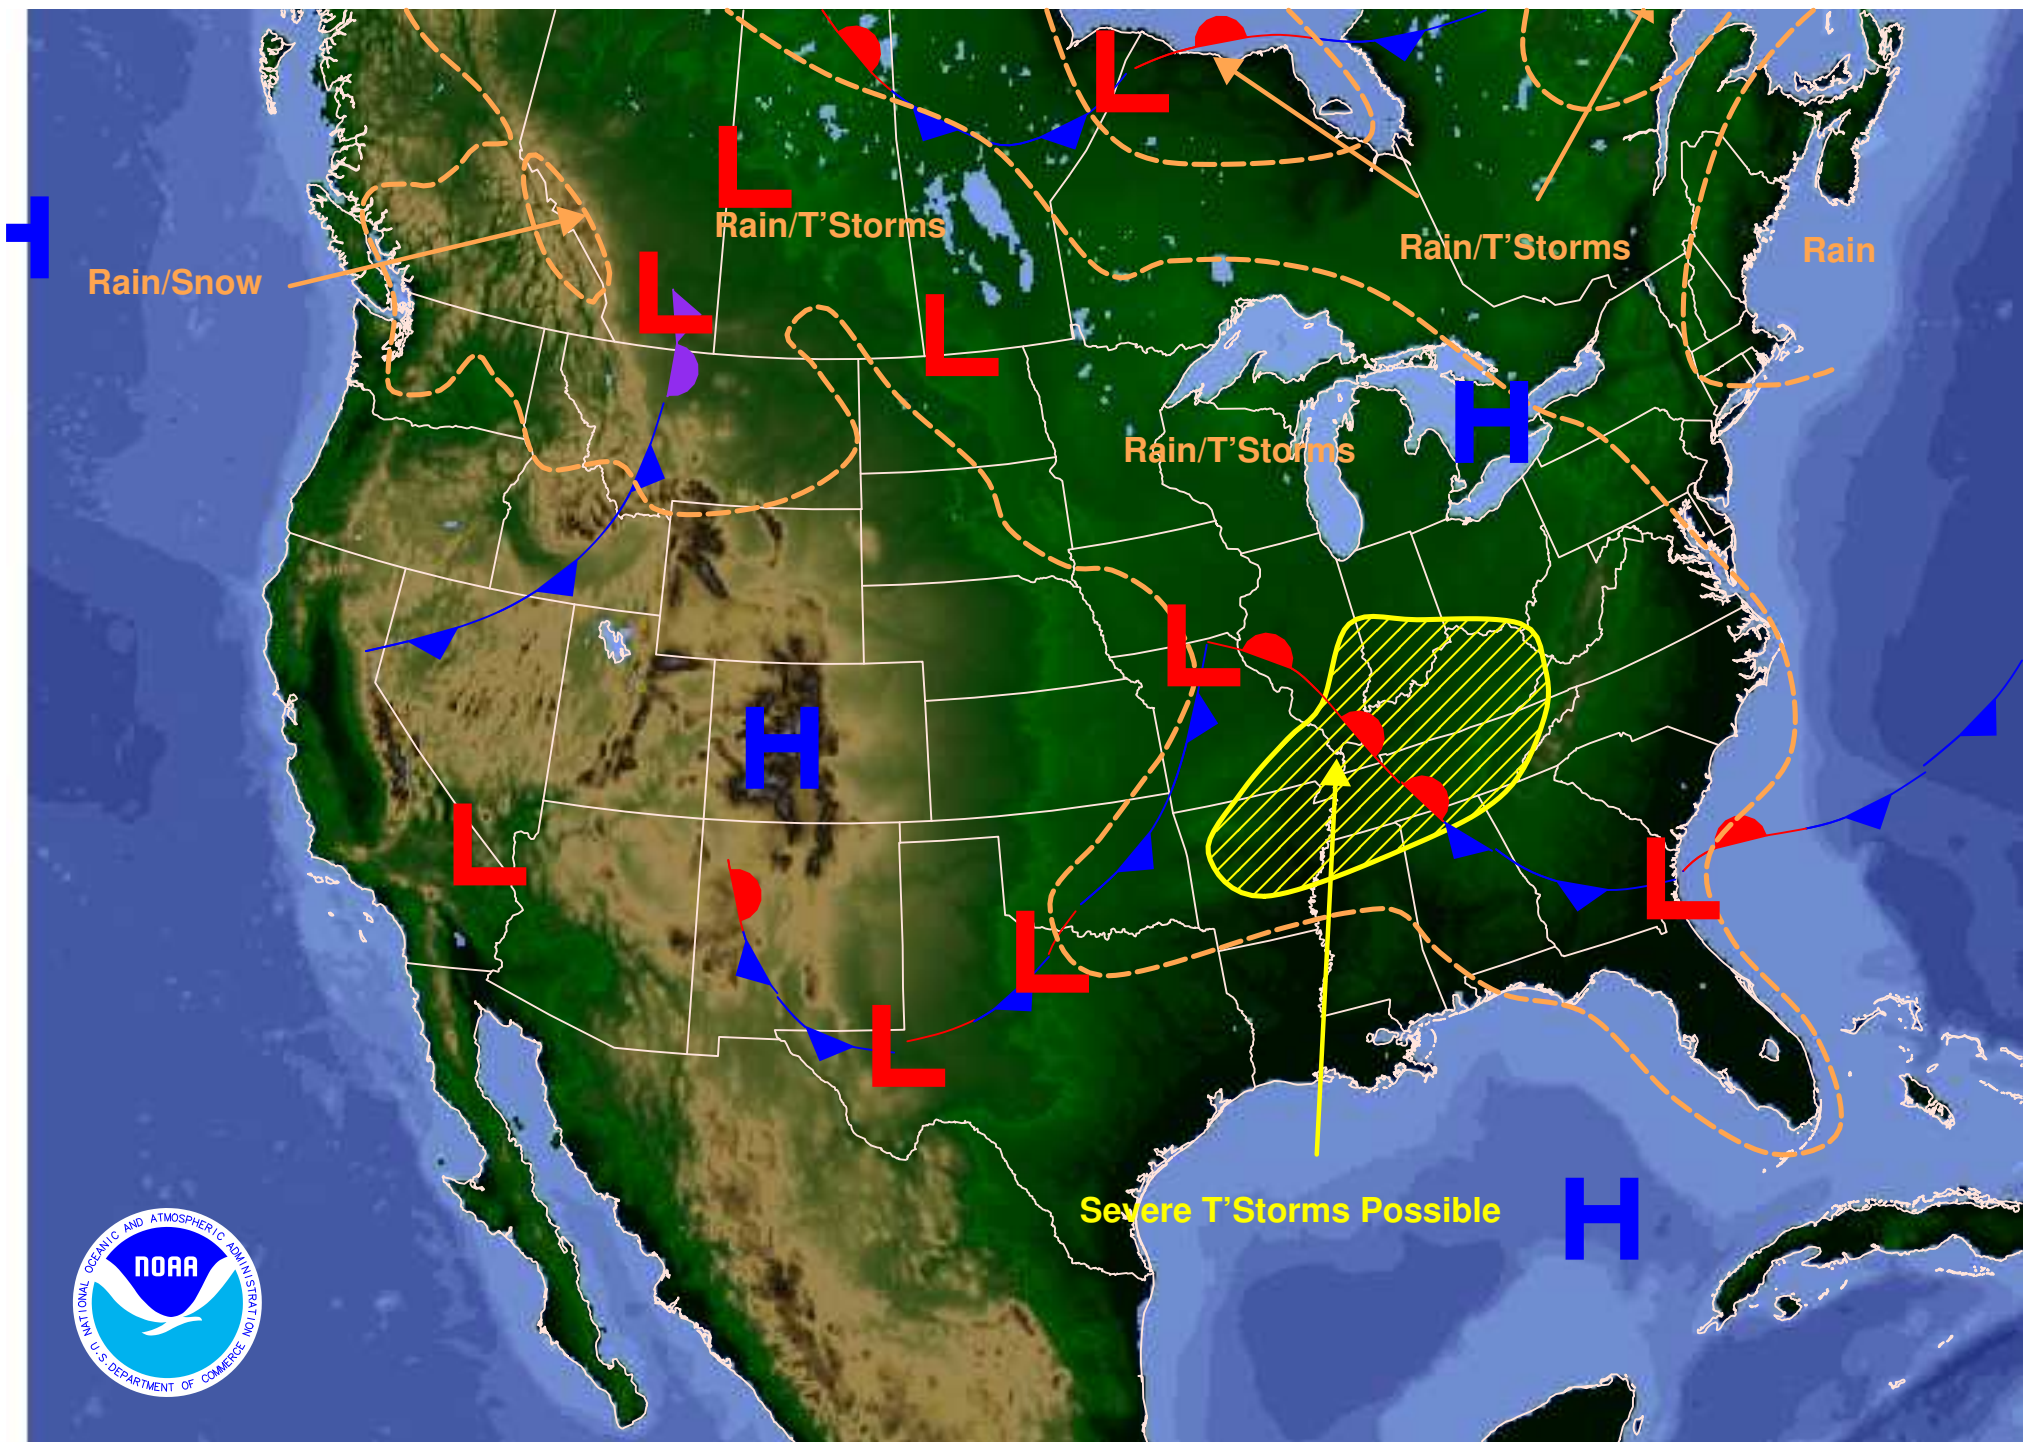 L
L
H
Rain/T'Storms
Rain/T'Storms
Rain
L
Rain/Snow
L
H
Rain/T'Storms
L
H
L
L
L
L
H
Severe T'Storms Possible
NOAA
NATIONAL OCEANIC AND ATMOSPHERIC ADMINISTRATION
U.S. DEPARTMENT OF COMMERCE